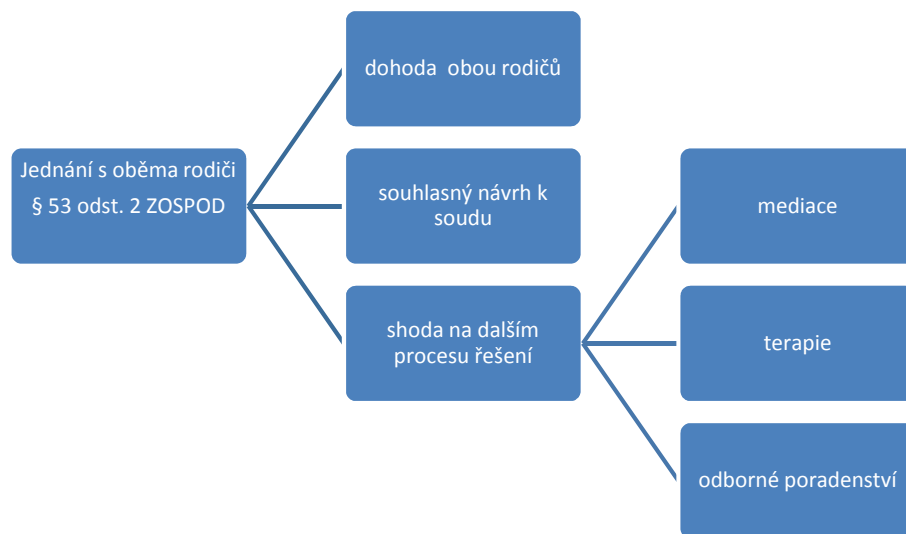 Jednání s oběma rodiči
§ 53 odst. 2 ZOSPOD
dohoda obou rodičů
souhlasný návrh k
soudu
shoda na dalším
procesu řešení
mediace
terapie
odborné poradenství